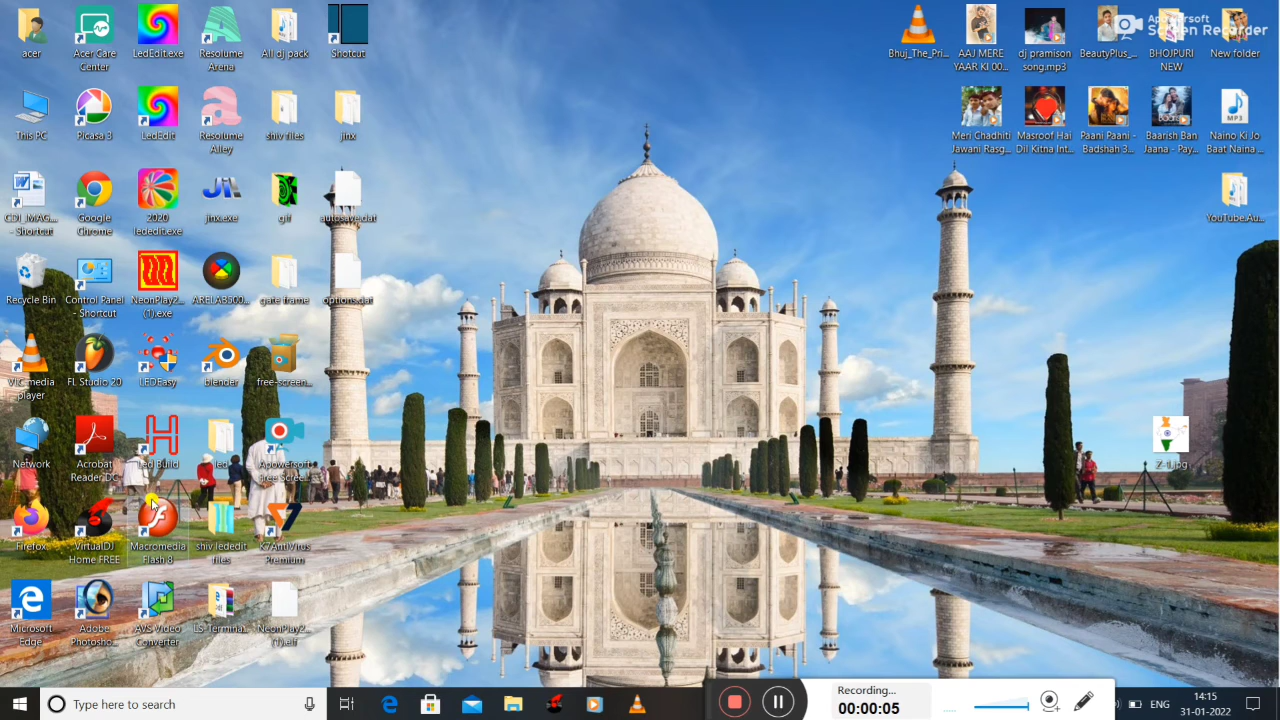 acer
Acer Care Center
LedEdit.exe
Resolume Arena
All dj pack
Shotcut
Bhuj_The_Pri...
AAJ MERE YAAR KI 00...
dj pramison song.mp3
BeautyPlus_...
BHOJPURI NEW
New folder
Apowersoft
Screen Recorder
This PC
Picasa 3
LedEdit
Resolume Alley
shiv files
jinx
Meri Chadhiti Jawani Rasg...
Masroof Hai Dil Kitna Int...
Paani Paani - Badshah 3...
Baarish Ban Jaana - Pay...
Naino Ki Jo Baat Naina ...
MP3
CDI_IMAG... - Shortcut
Google Chrome
2020 lededit.exe
jinx.exe
gif
autosave.dat
YouTube.Au...
Recycle Bin
Control Panel - Shortcut
NeonPlay2... (1).exe
ARELAB500...
gate frame
options.dat
VLC media player
FL Studio 20
LEDEasy
blender
free-screen...
Network
Acrobat Reader DC
Led Build
led
Apowersoft Free Scree...
Z-1.jpg
Firefox
VirtualDJ Home FREE
Macromedia Flash 8
shiv lededit files
K7AntiVirus Premium
Microsoft Edge
Adobe Photosho...
AVS Video Converter
LS-Termina...
NeonPlay2... (1).elf
Type here to search
Recording...
00:00:05
ENG
14:15
31-01-2022